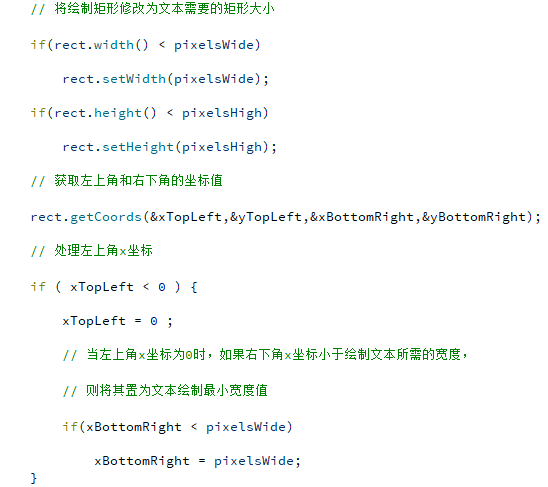 // 将绘制矩形修改为文本需要的矩形大小
if(rect.width() < pixelsWide)
rect.setWidth(pixelsWide);
if(rect.height() < pixelsHigh)
rect.setHeight(pixelsHigh);
// 获取左上角和右下角的坐标值
rect.getCoords(&xTopLeft,&yTopLeft,&xBottomRight,&yBottomRight);
// 处理左上角x坐标
if ( xTopLeft < 0 ) {
xTopLeft = 0 ;
// 当左上角x坐标为0时，如果右下角x坐标小于绘制文本所需的宽度，
// 则将其置为文本绘制最小宽度值
if(xBottomRight < pixelsWide)
xBottomRight = pixelsWide;
}